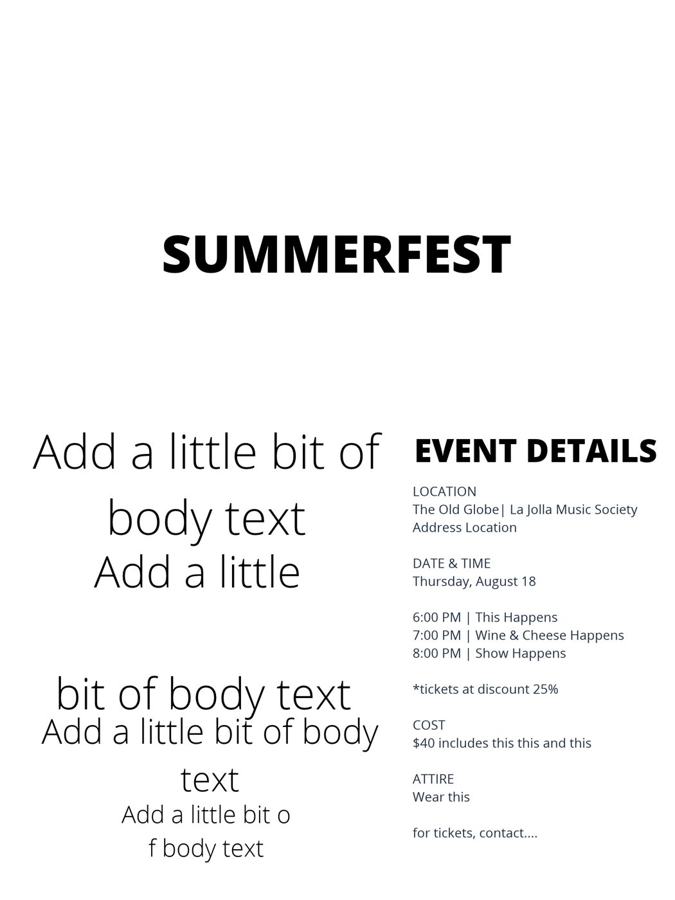 SUMMERFEST
Add a little bit of
body text
Add a little
bit of body text
Add a little bit of body
text
Add a little bit o
f body text
EVENT DETAILS
LOCATION
The Old Globe| La Jolla Music Society
Address Location
DATE & TIME
Thursday, August 18
6:00 PM | This Happens
7:00 PM | Wine & Cheese Happens
8:00 PM | Show Happens
*tickets at discount 25%
COST
$40 includes this this and this
ATTIRE
Wear this
for tickets, contact....